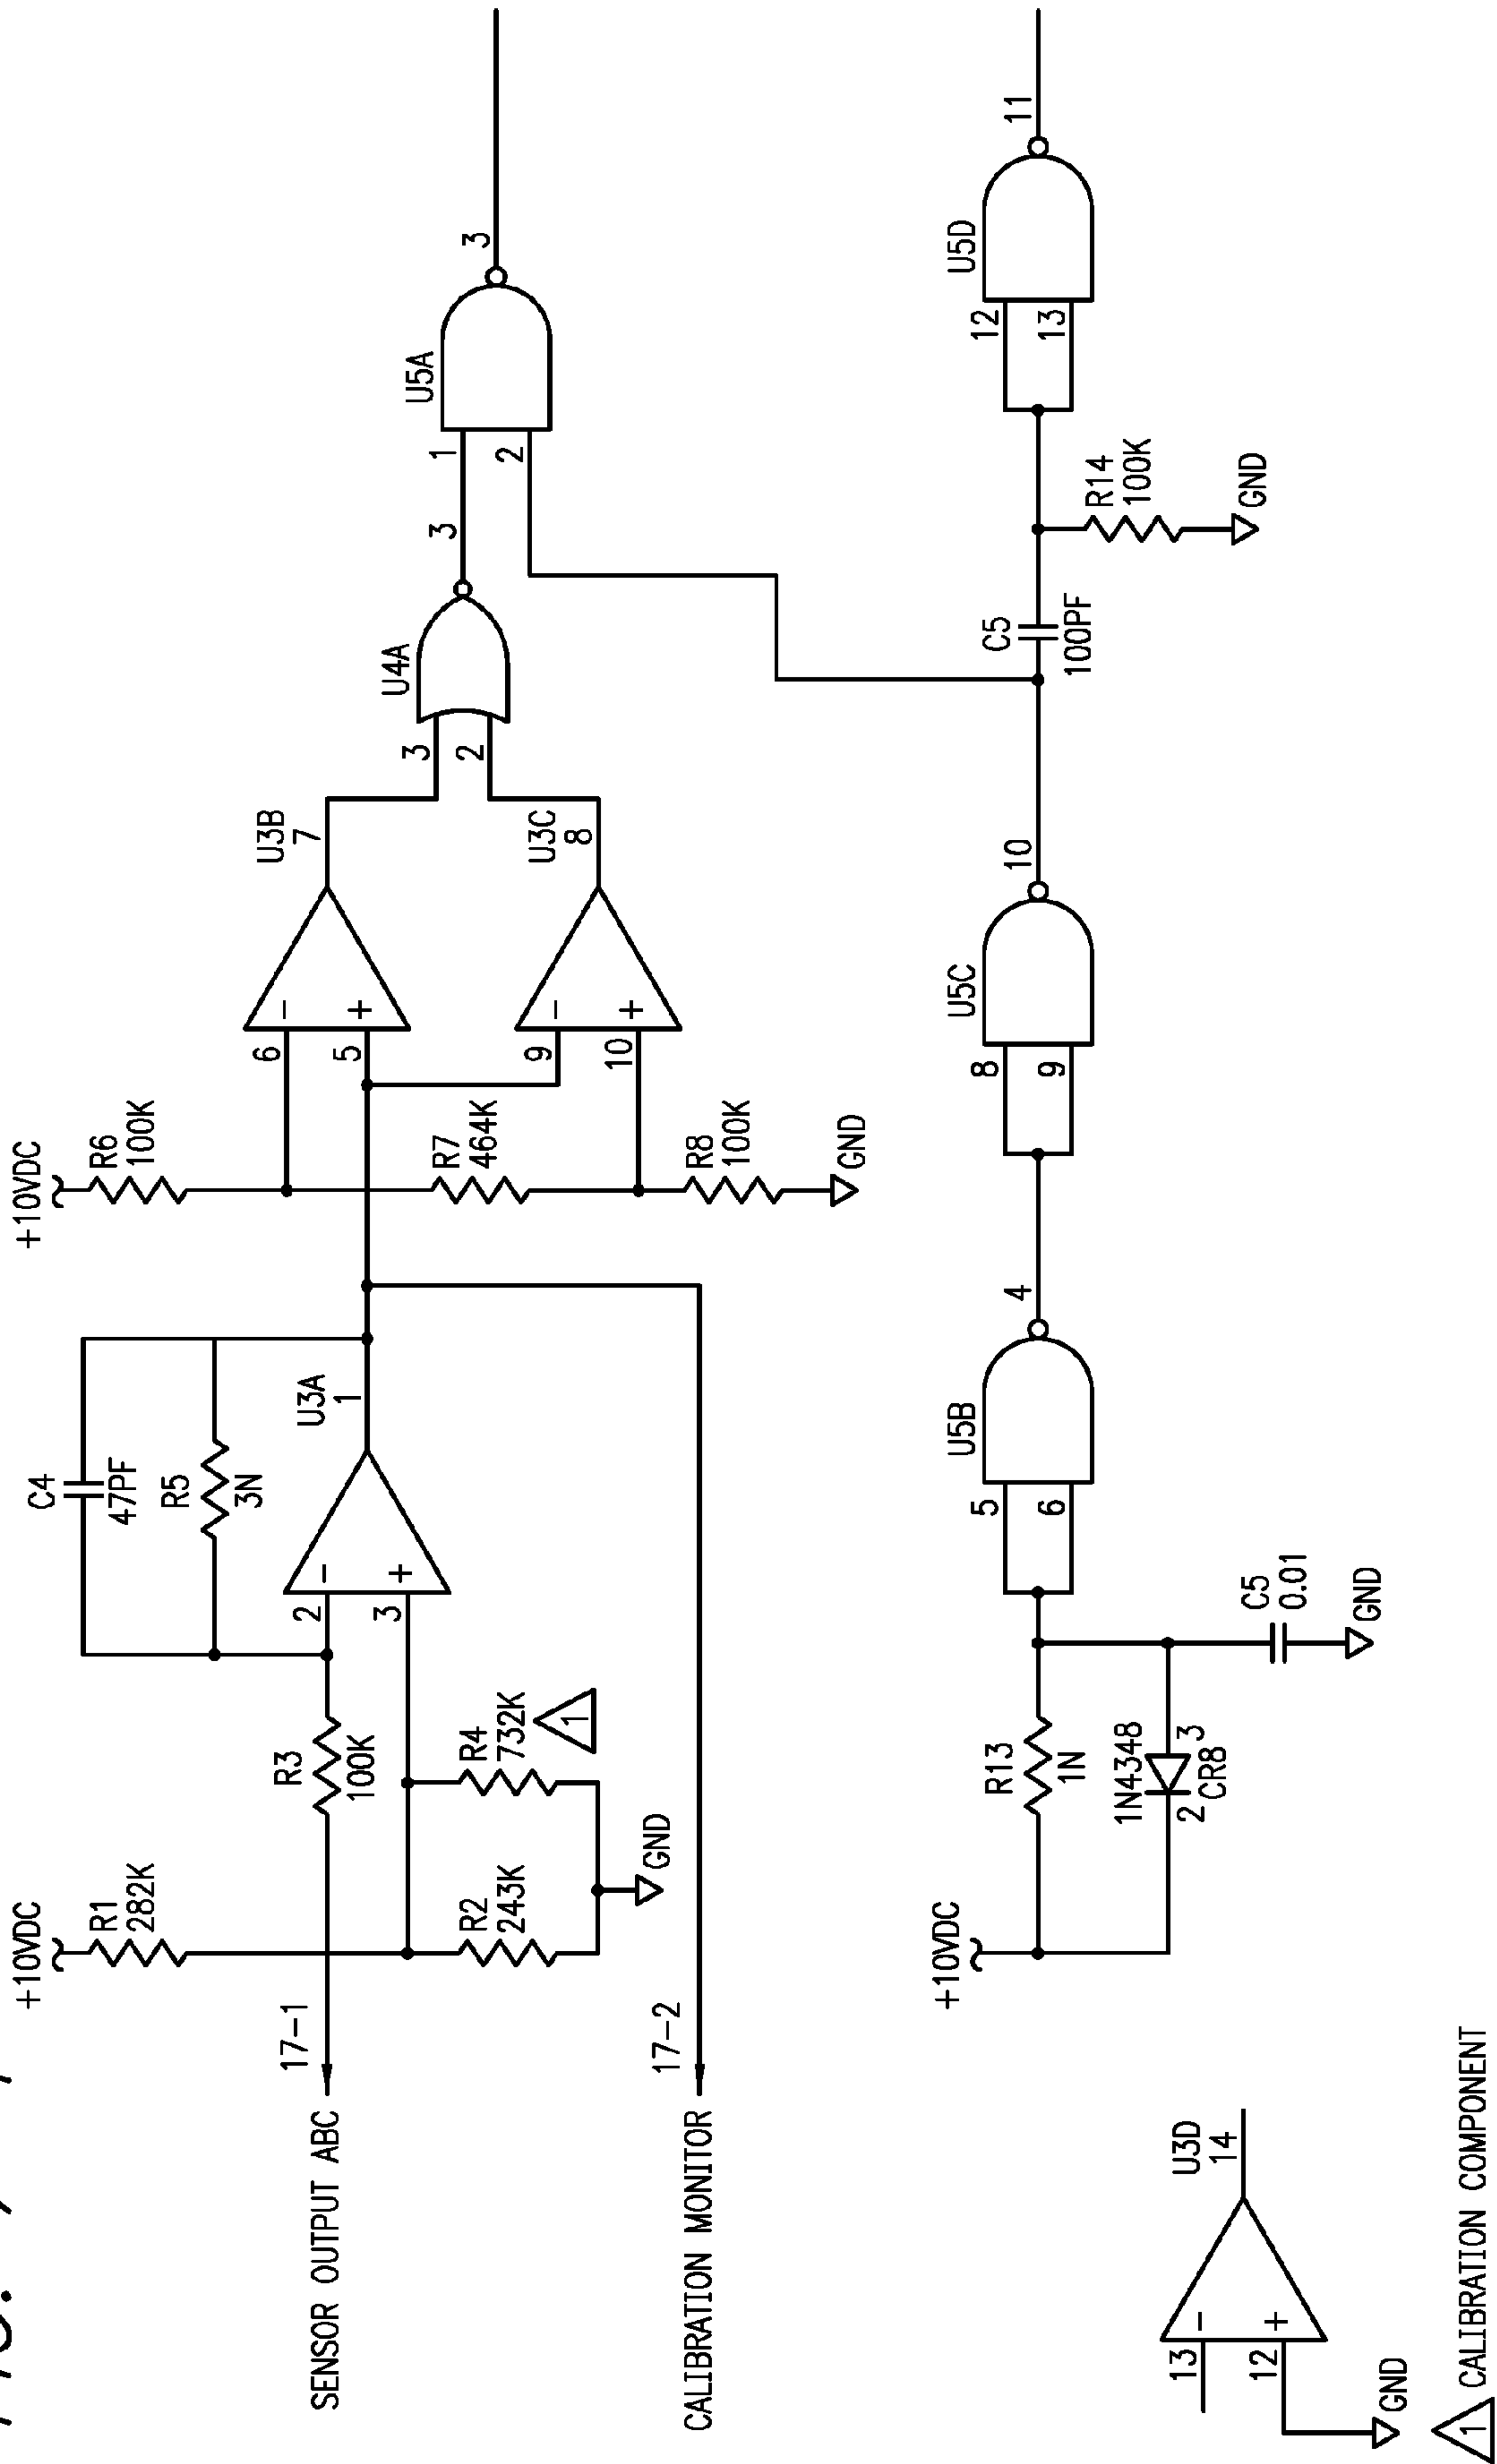 +10VDC
R1
282K
17-1
SENSOR OUTPUT ABC
R3
100K
R2
243K
R4
732K
1
GND
C4
47PF
R5
3N
2
3
-
+
U3A
1
17-2
CALIBRATION MONITOR
+10VDC
R6
100K
R7
464K
R8
100K
GND
6
5
-
+
U3B
7
9
10
-
+
U3C
8
3
2
U4A
3
1
2
U5A
3
+10VDC
R13
1N
1N4348
2
3
CR8
C5
0.01
GND
5
6
U5B
4
8
9
U5C
10
C5
100PF
R14
100K
GND
12
13
U5D
11
13
12
-
+
U3D
14
GND
1
CALIBRATION COMPONENT